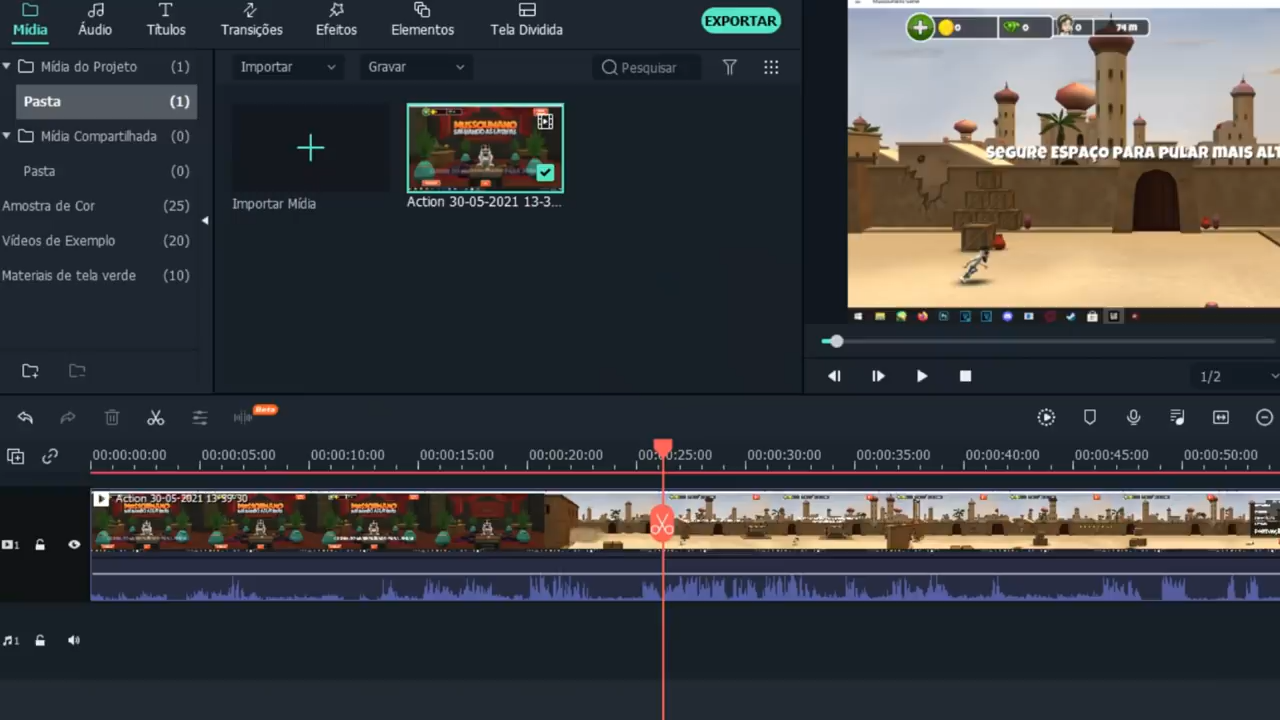 Mídia
Áudio
Títulos
Transições
Efeitos
Elementos
Tela Dividida
EXPORTAR
Mídia do Projeto (1)
Pasta (1)
Mídia Compartilhada (0)
Pasta (0)
Amostra de Cor (25)
Vídeos de Exemplo (20)
Materiais de tela verde (10)
Importar
Gravar
Pesquisar
Importar Mídia
MUSSOUMANO
Action 30-05-2021 13-3...
0
0
0
74 m
SEGURE ESPAÇO PARA PULAR MAIS ALT
1/2
Beta
00:00:00:00 00:00:05:00 00:00:10:00 00:00:15:00 00:00:20:00 00:00:25:00 00:00:30:00 00:00:35:00 00:00:40:00 00:00:45:00 00:00:50:00
Action 30-05-2021 13-39-30
1
1